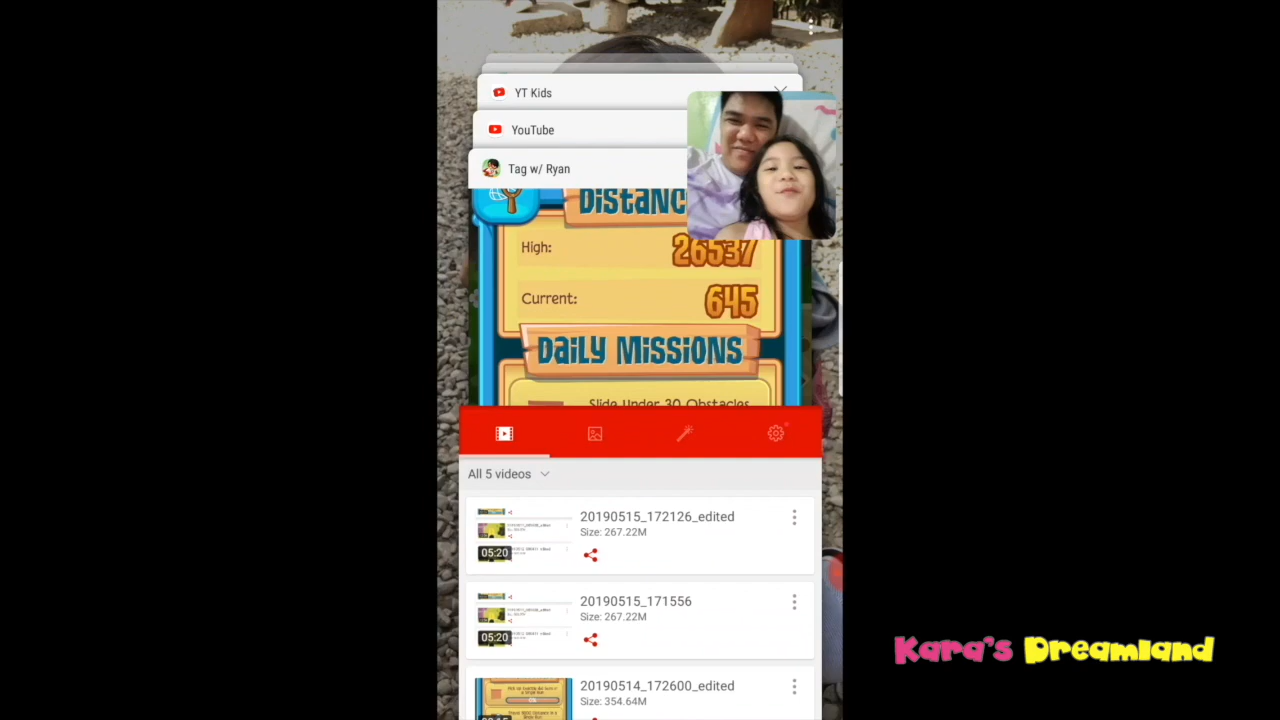 YT Kids
YouTube
Tag w/ Ryan
High:
26537
Current:
645
Daily Missions
Slide Under 30 Obstacles
All 5 videos
20190515_172126_edited
Size: 267.22M
05:20
20190515_171556
Size: 267.22M
05:20
20190514_172600_edited
Size: 354.64M
Kara's Dreamland